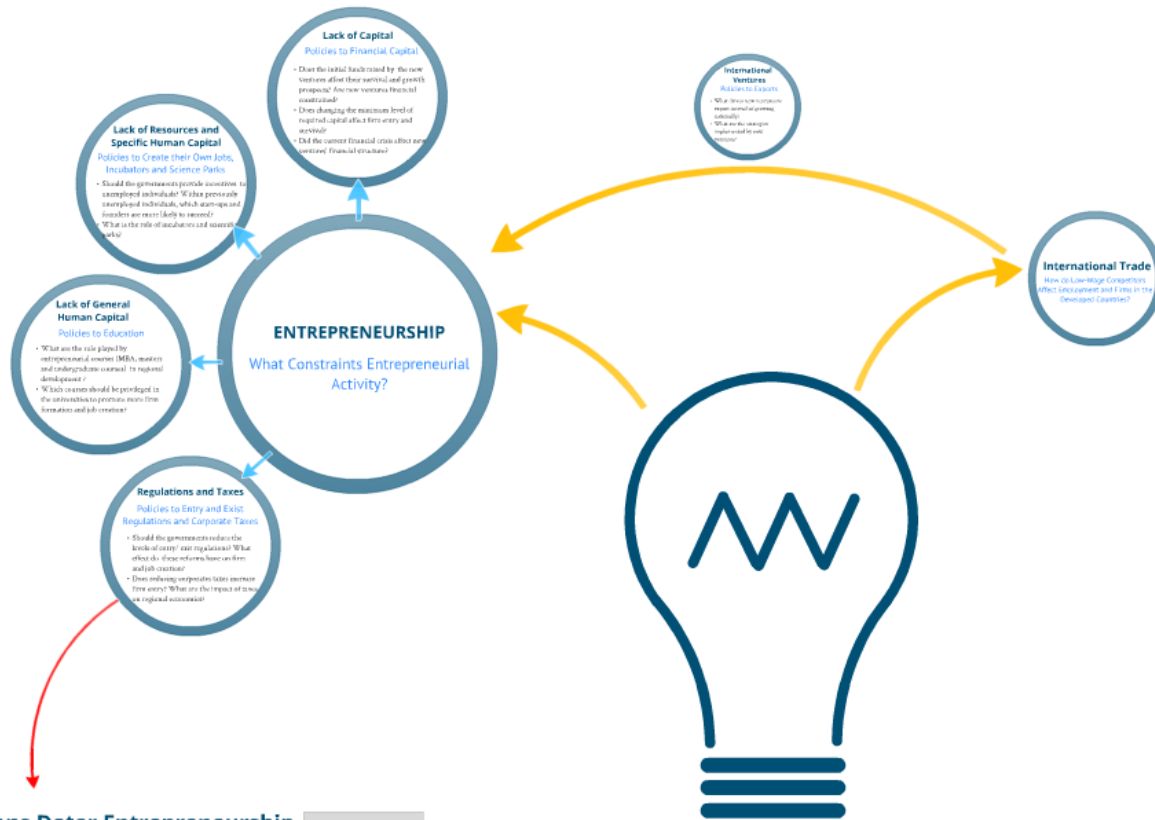 Lack of Capital
Policies to Financial Capital
• Does the initial funds raised by the new
ventures affect their survival and growth
prospects? Are new ventures financial
constrained?
• Does changing the maximum level of
required capital affect firm entry and
survival?
• Did the current financial crisis affect new
ventures' financial structure?
International
Ventures
Policies to Exports
Lack of Resources and
Specific Human Capital
Policies to Create their Own Jobs,
Incubators and Science Parks
• Should the governments provide incentives to
unemployed individuals? Within previously
unemployed individuals, which start-ups and
founders are more likely to succeed?
• What is the role of incubators and scientific
parks?
International Trade
How do Low-Wage Competitors
Affect Employment and Firms in the
Developed Countries?
Lack of General
Human Capital
Policies to Education
• What are the role played by
entrepreneurial courses (MBA, masters
and undergraduate courses) to regional
development ?
• Which courses should be privileged in
the universities to promote more firm
formation and job creation?
ENTREPRENEURSHIP
What Constraints Entrepreneurial
Activity?
Regulations and Taxes
Policies to Entry and Exist
Regulations and Corporate Taxes
• Should the governments reduce the
levels of entry/ exit regulations? What
effect do these reforms have on firm
and job creation?
• Does reducing corporate taxes increase
firm entry? What are the impact of taxes
on regional economies?
Deter Entrepreneurship